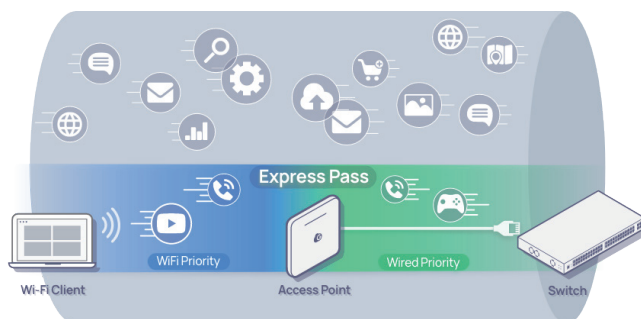 Express Pass
WiFi Priority
Wired Priority
Wi-Fi Client
Access Point
Switch